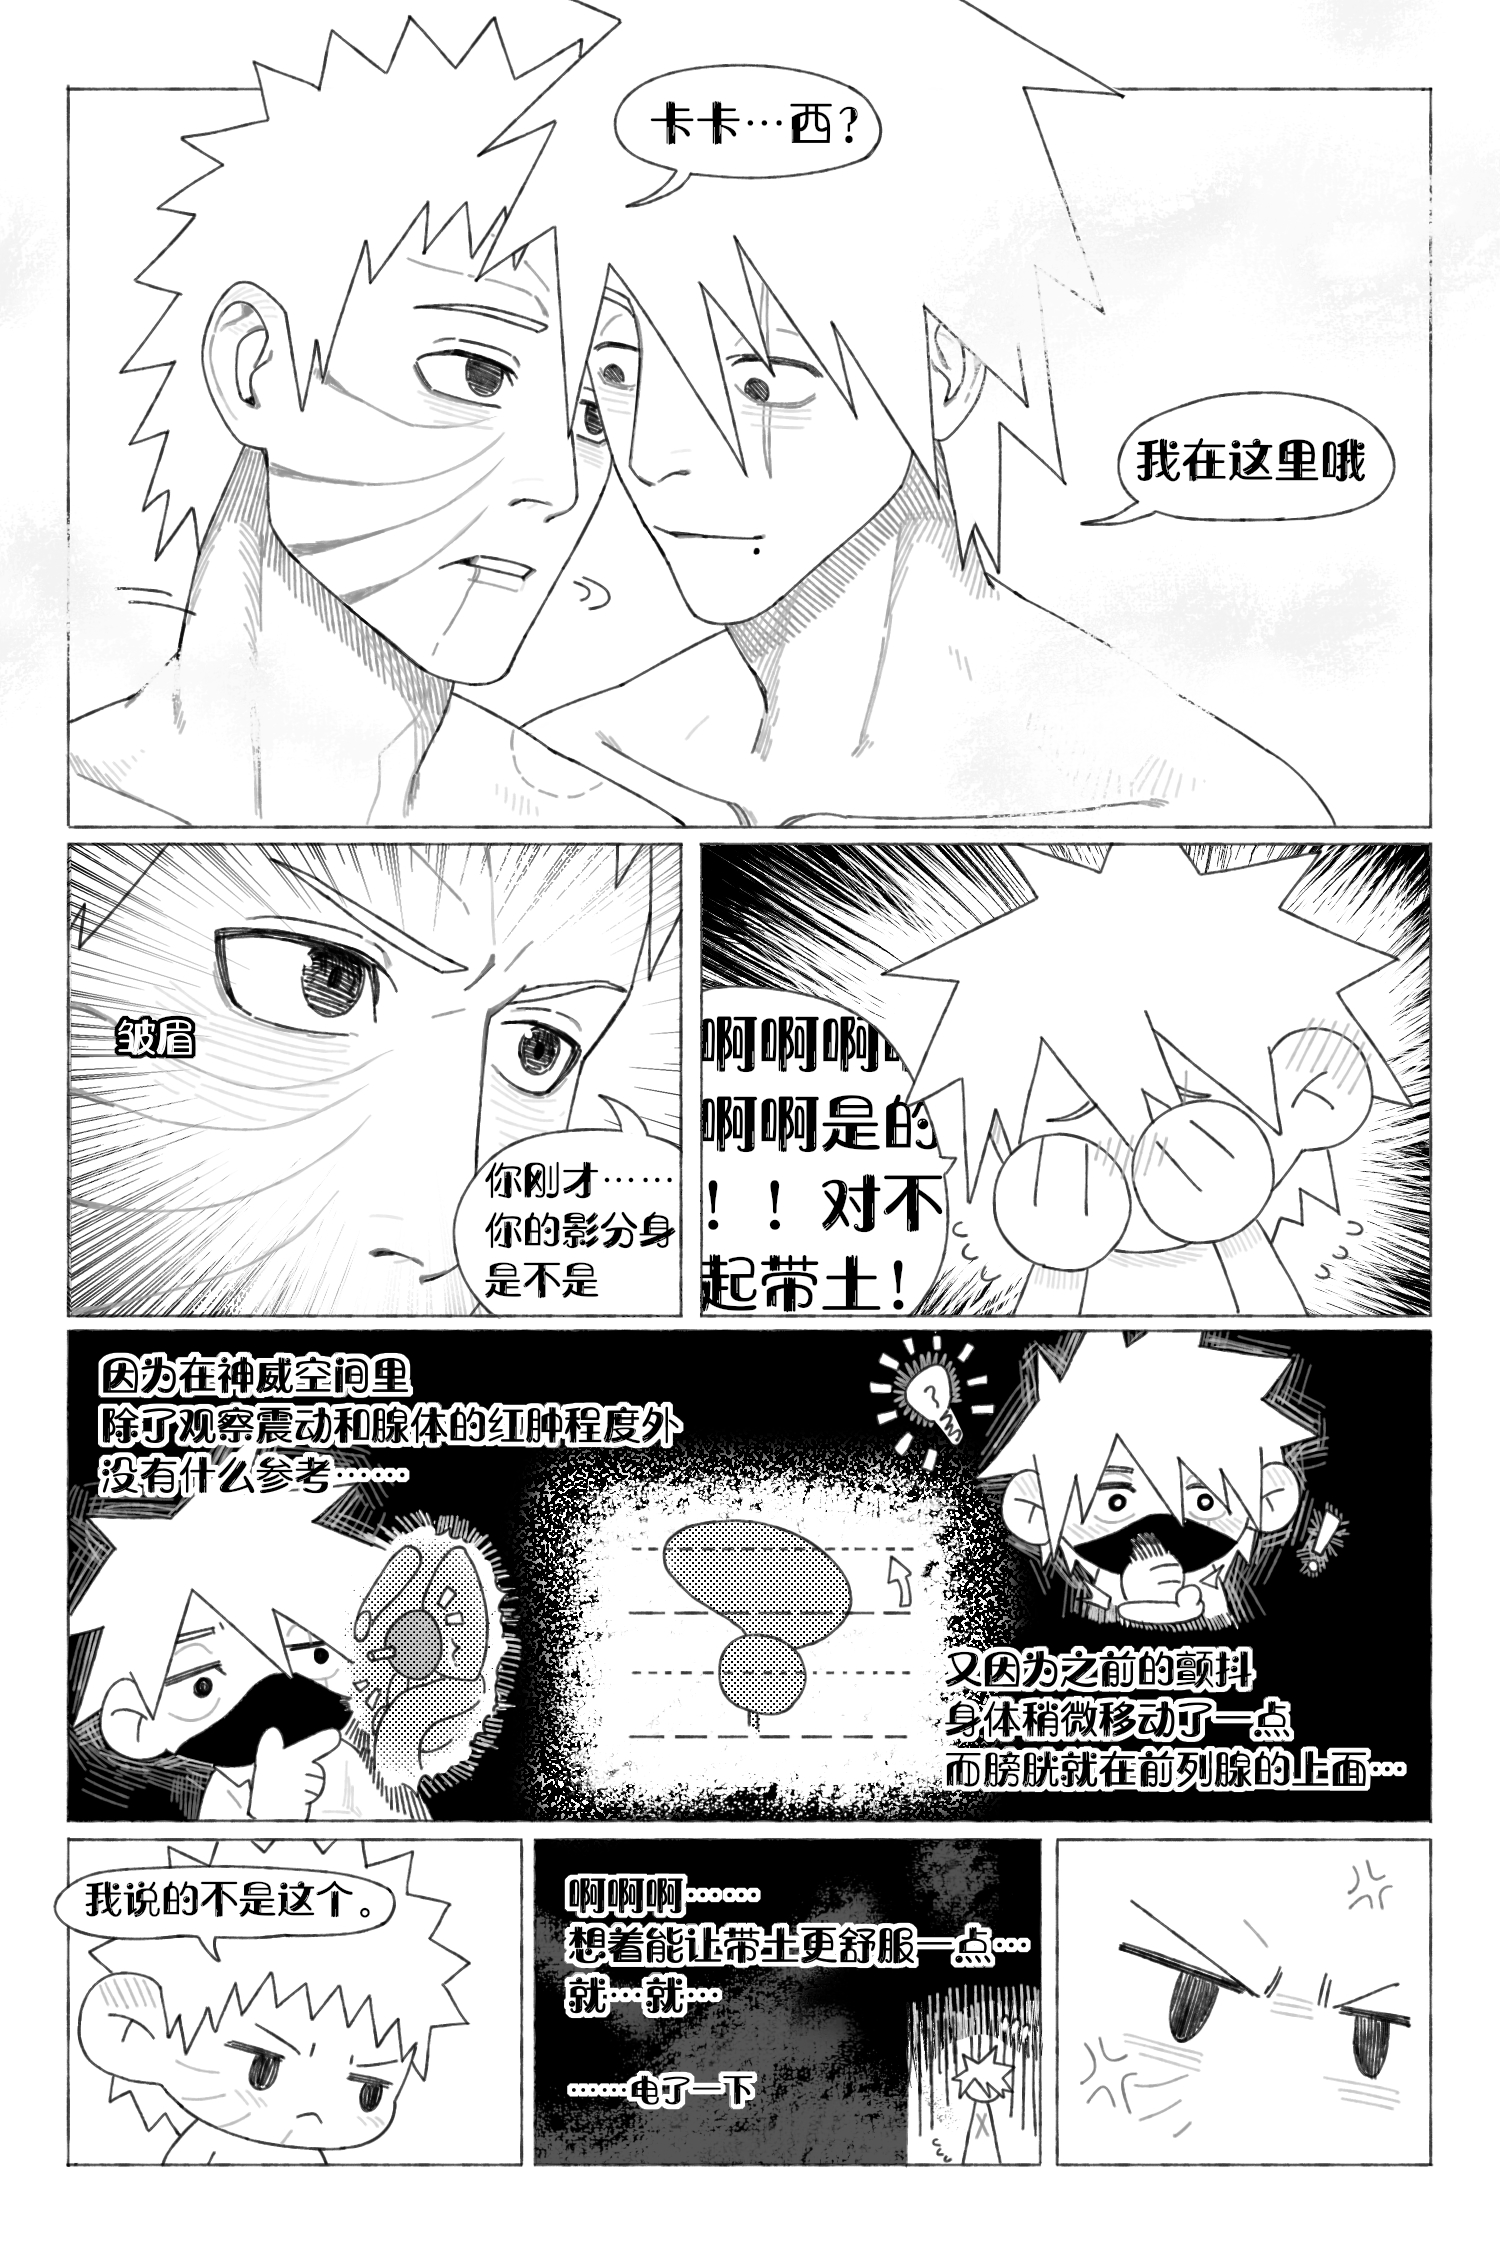 卡卡…西？
我在这里哦
皱眉
你刚才……
你的影分身
是不是
啊啊啊
啊啊是的
！！对不
起带土！
因为在神威空间里
除了观察震动和腺体的红肿程度外
没有什么参考……
又因为之前的颤抖
身体稍微移动了一点
而膀胱就在前列腺的上面…
我说的不是这个。
啊啊啊……
想着能让带土更舒服一点…
就…就…
……电了一下